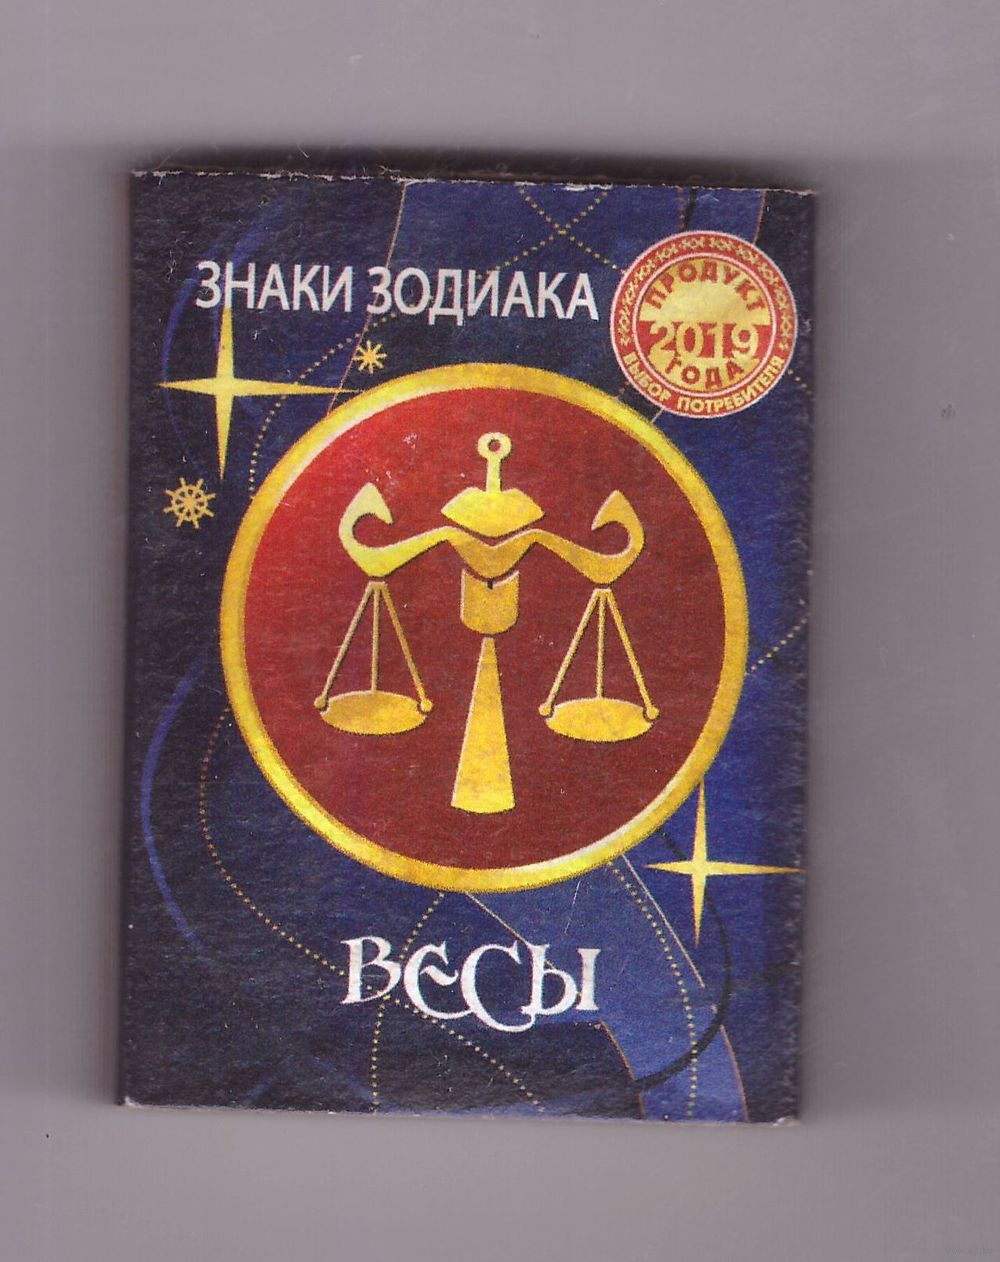 ЗНАКИ ЗОДИАКА
ПРОДУКТ
2019
ГОДА
ВЫБОР ПОТРЕБИТЕЛЯ
ВЕСЫ